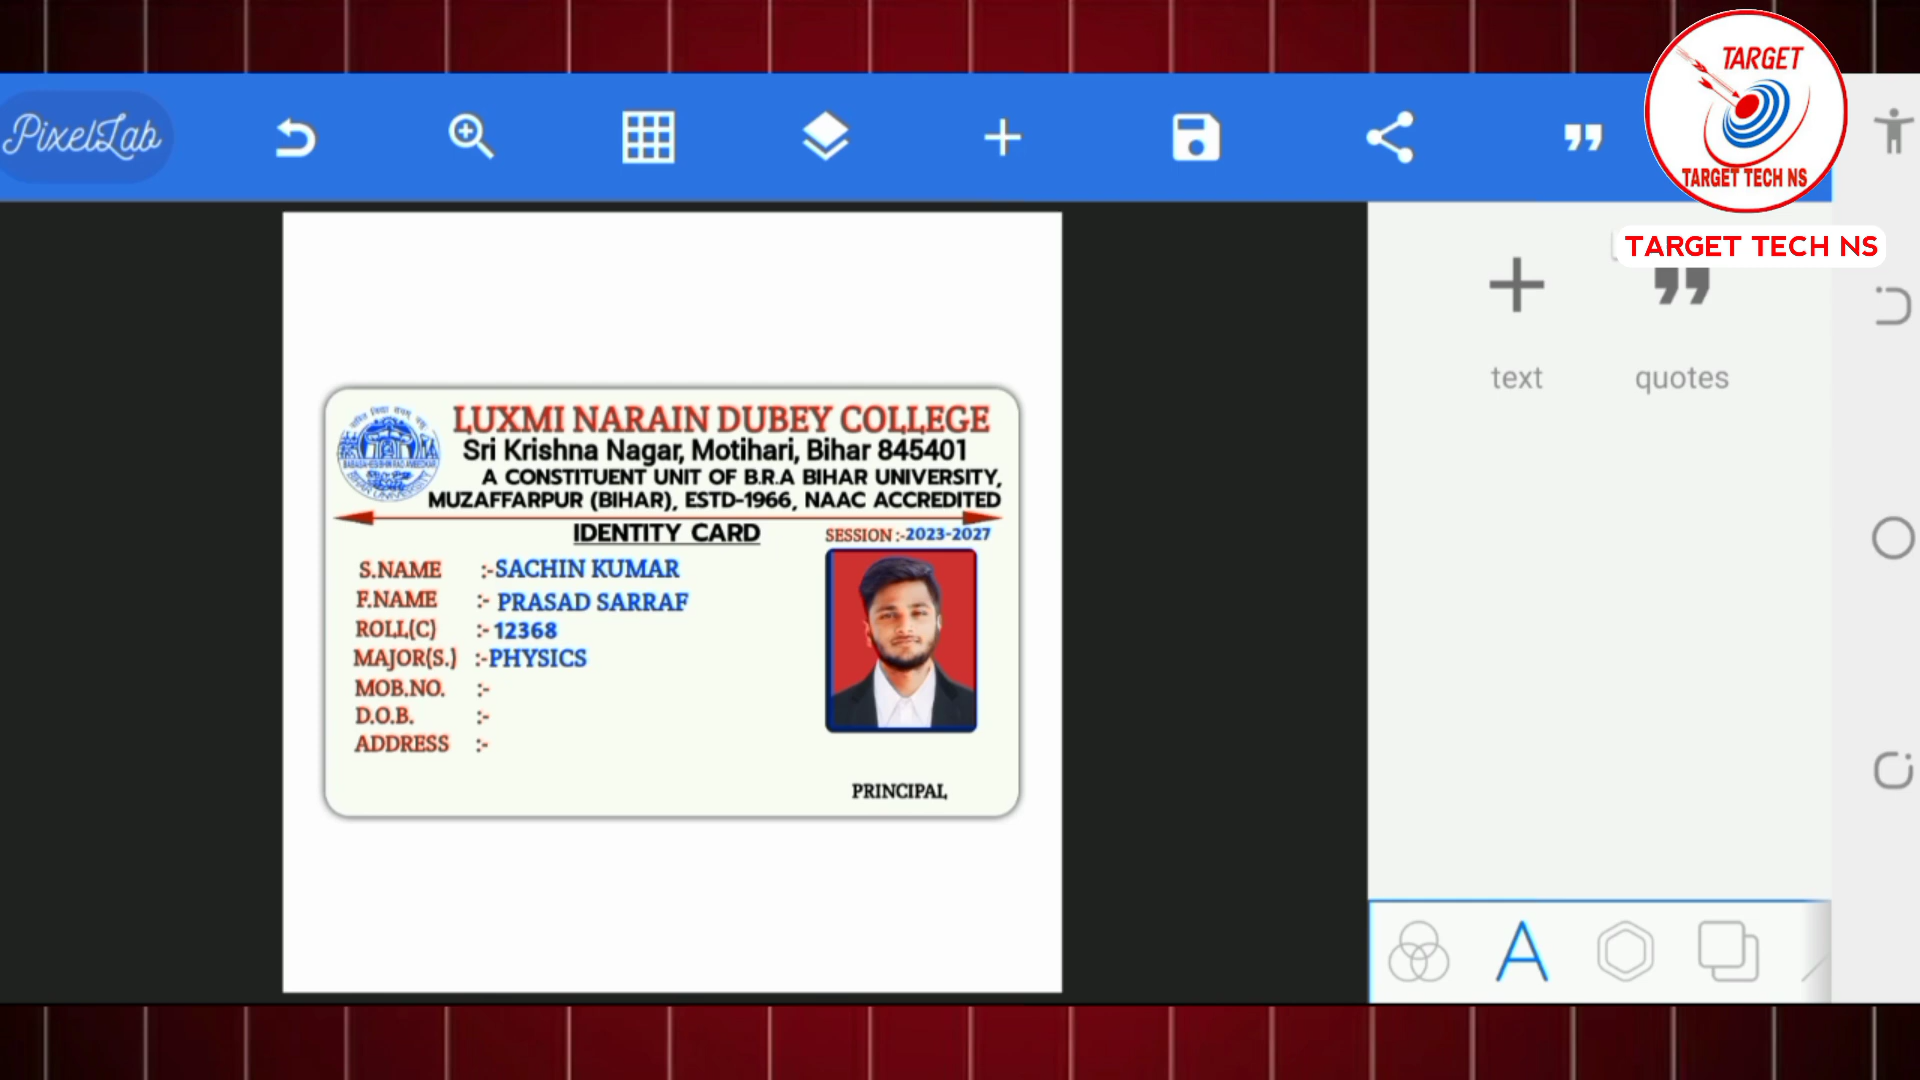 PixelLab
TARGET
TARGET TECH NS
TARGET TECH NS
text
quotes
LUXMI NARAIN DUBEY COLLEGE
Sri Krishna Nagar, Motihari, Bihar 845401
A CONSTITUENT UNIT OF B.R.A BIHAR UNIVERSITY,
MUZAFFARPUR (BIHAR), ESTD-1966, NAAC ACCREDITED
IDENTITY CARD
SESSION :-2023-2027
S.NAME :-SACHIN KUMAR
F.NAME :- PRASAD SARRAF
ROLL(C) :- 12368
MAJOR(S.) :-PHYSICS
MOB.NO. :-
D.O.B. :-
ADDRESS :-
PRINCIPAL